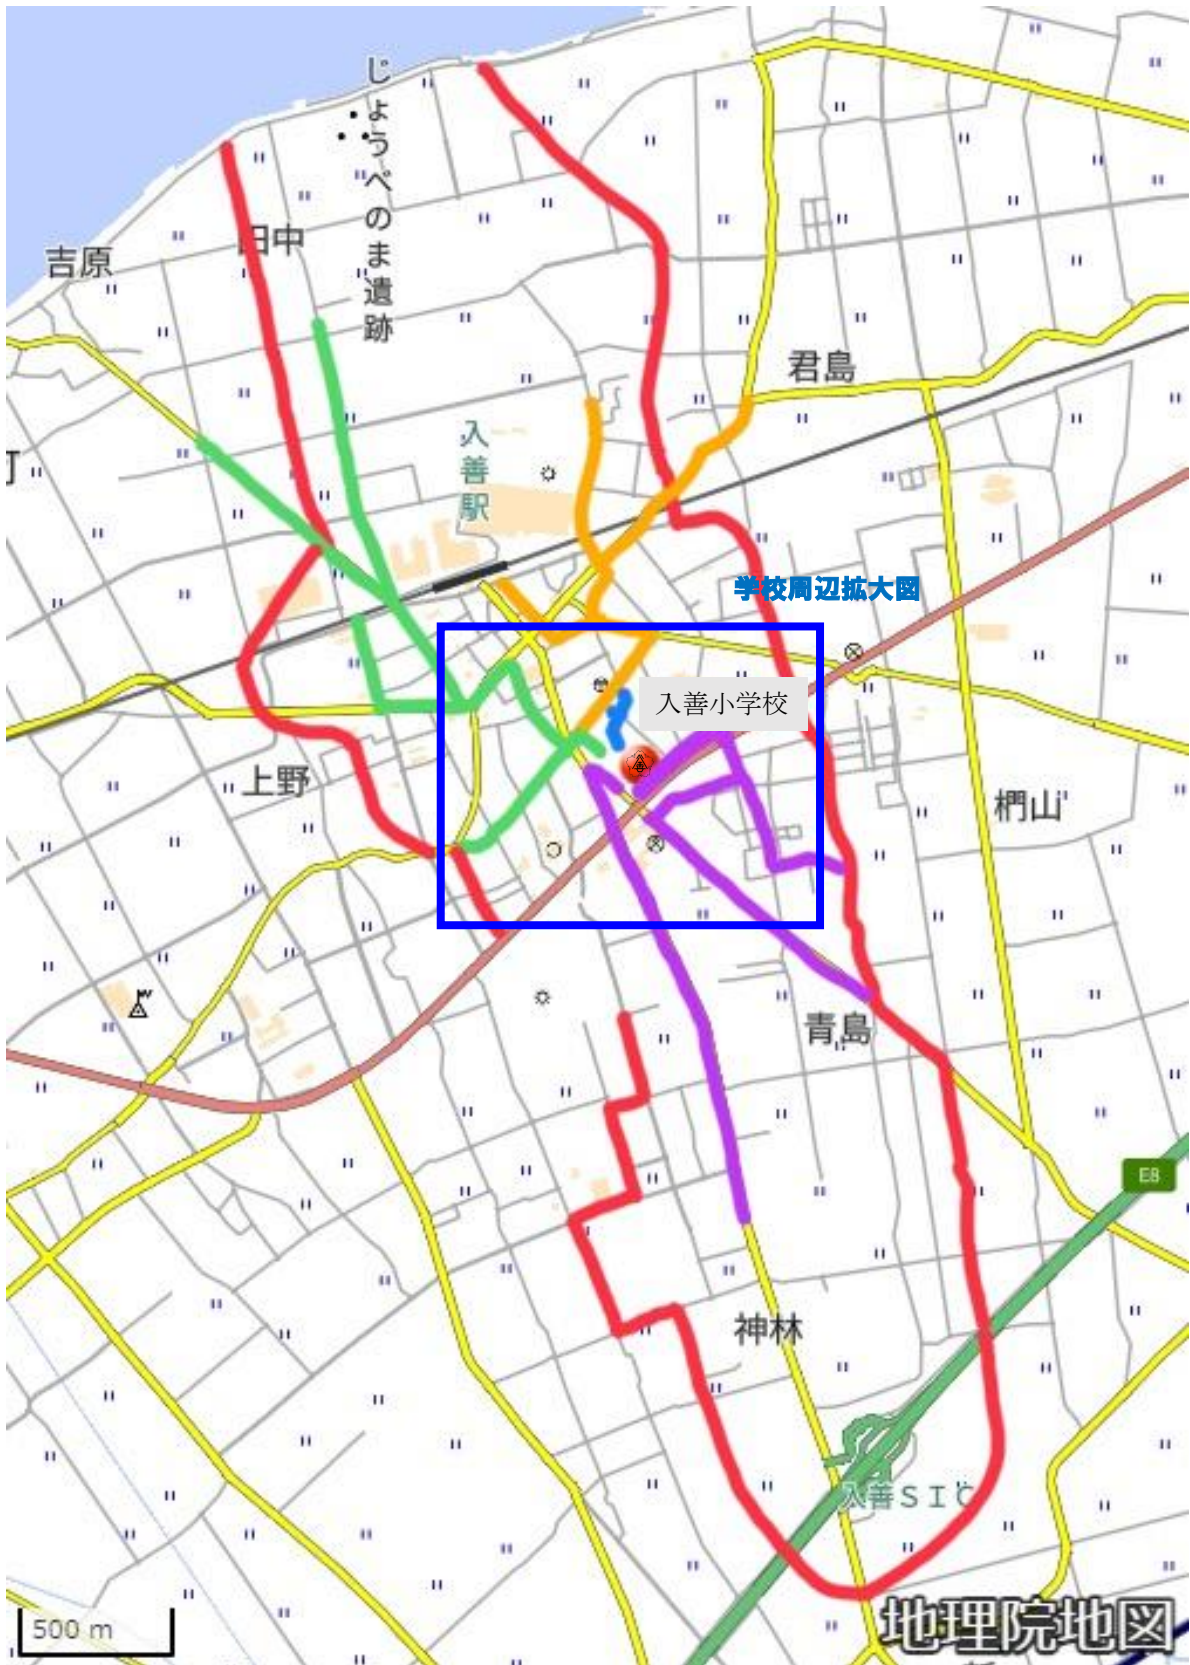 じょうべのま遺跡
田中
吉原
君島
入善駅
町
学校周辺拡大図
入善小学校
上野
椚山
青島
E8
神林
入善SIC
500 m
地理院地図